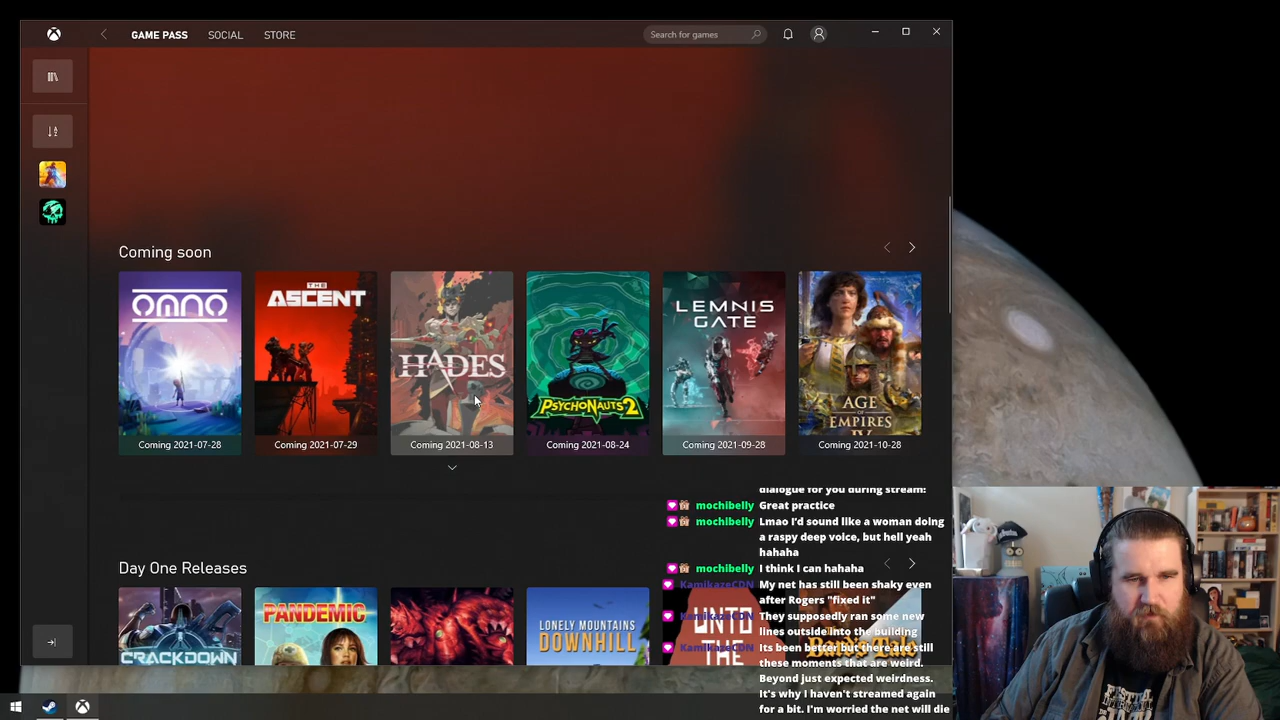 GAME PASS
SOCIAL
STORE
Search for games
Coming soon
OMNO
Coming 2021-07-28
THE
ASCENT
Coming 2021-07-29
HADES
Coming 2021-08-13
PSYCHONAUTS 2
Coming 2021-08-24
LEMNIS
GATE
Coming 2021-09-28
AGE
OF
EMPIRES
IV
Coming 2021-10-28
Day One Releases
CRACKDOWN
PANDEMIC
LONELY MOUNTAINS
DOWNHILL
UNTO
THE
dialogue for you during stream:
mochibelly Great practice
mochibelly Lmao I'd sound like a woman doing
a raspy deep voice, but hell yeah
hahaha
mochibelly I think I can hahaha
KamikazeCDN My net has still been shaky even
after Rogers "fixed it"
KamikazeCDN They supposedly ran some new
lines outside into the building
KamikazeCDN Its been better but there are still
these moments that are weird.
Beyond just expected weirdness.
It's why I haven't streamed again
for a bit. I'm worried the net will die